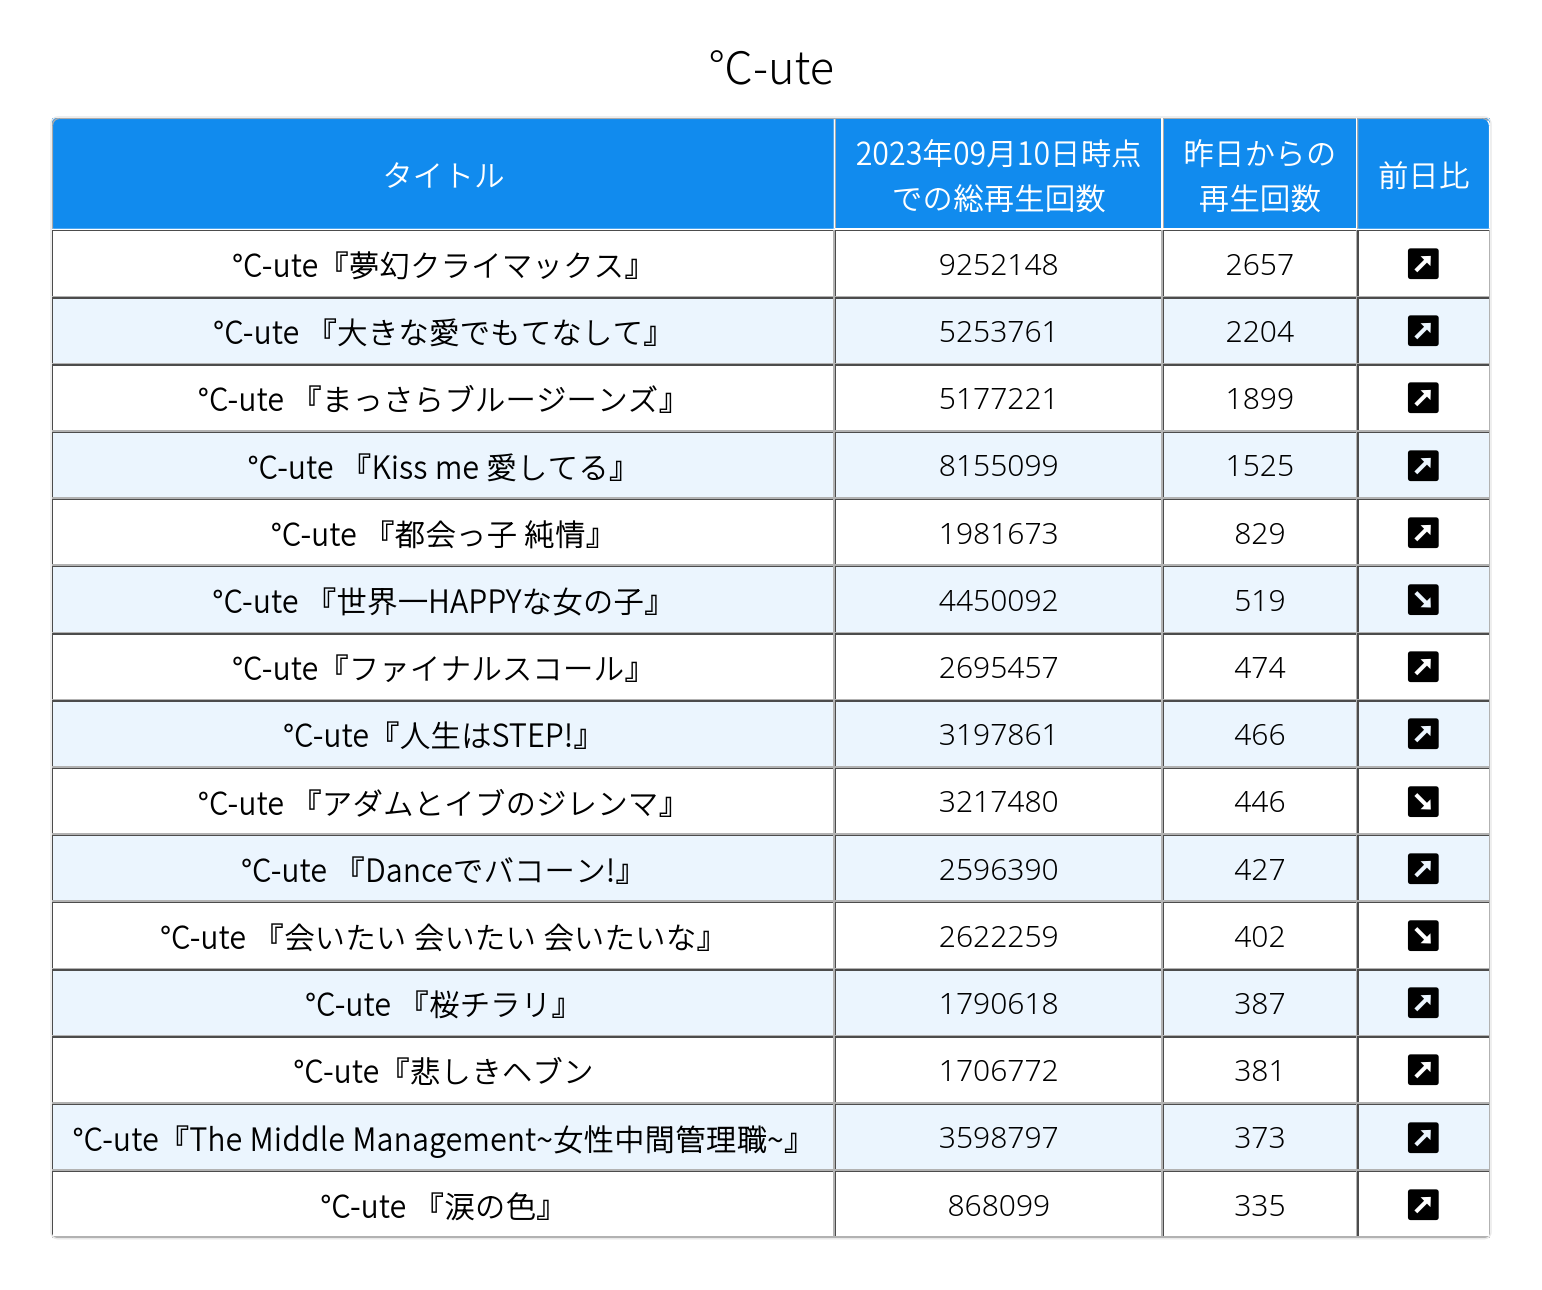 ℃-ute
タイトル
2023年09月10日時点
での総再生回数
昨日からの
再生回数
前日比
℃-ute『夢幻クライマックス』 9252148 2657
℃-ute 『大きな愛でもてなして』 5253761 2204
℃-ute 『まっさらブルージーンズ』 5177221 1899
℃-ute 『Kiss me 愛してる』 8155099 1525
℃-ute 『都会っ子 純情』 1981673 829
℃-ute 『世界一HAPPYな女の子』 4450092 519
℃-ute『ファイナルスコール』 2695457 474
℃-ute『人生はSTEP!』 3197861 466
℃-ute 『アダムとイブのジレンマ』 3217480 446
℃-ute 『Danceでバコーン!』 2596390 427
℃-ute 『会いたい 会いたい 会いたいな』 2622259 402
℃-ute 『桜チラリ』 1790618 387
℃-ute『悲しきヘブン 1706772 381
℃-ute『The Middle Management~女性中間管理職~』 3598797 373
℃-ute 『涙の色』 868099 335